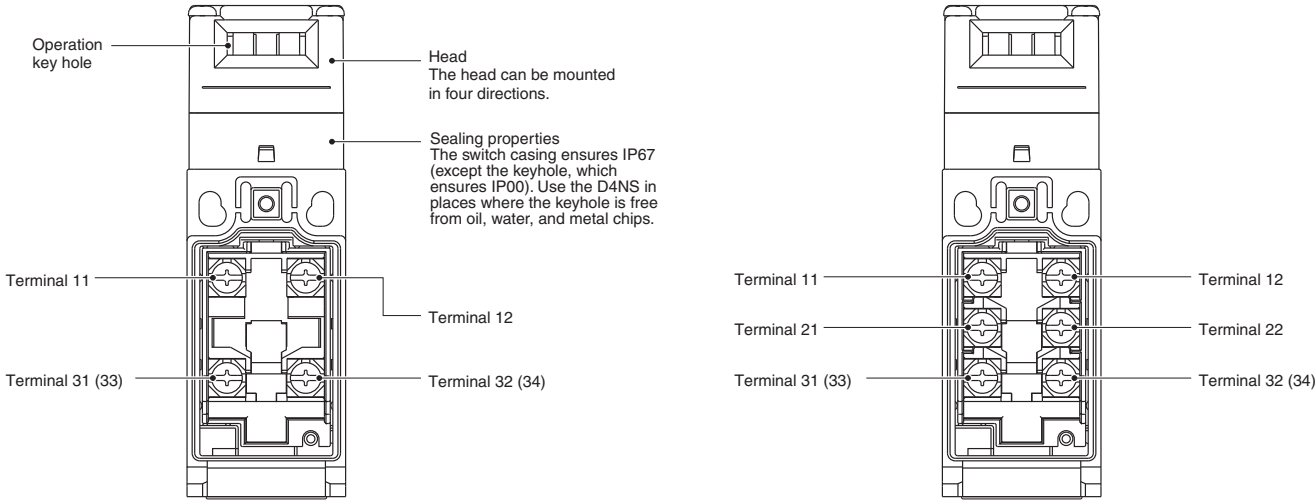 Operation
key hole
Head
The head can be mounted
in four directions.
Sealing properties
The switch casing ensures IP67
(except the keyhole, which
ensures IP00). Use the D4NS in
places where the keyhole is free
from oil, water, and metal chips.
Terminal 11
Terminal 12
Terminal 31 (33)
Terminal 32 (34)
Terminal 11
Terminal 12
Terminal 21
Terminal 22
Terminal 31 (33)
Terminal 32 (34)